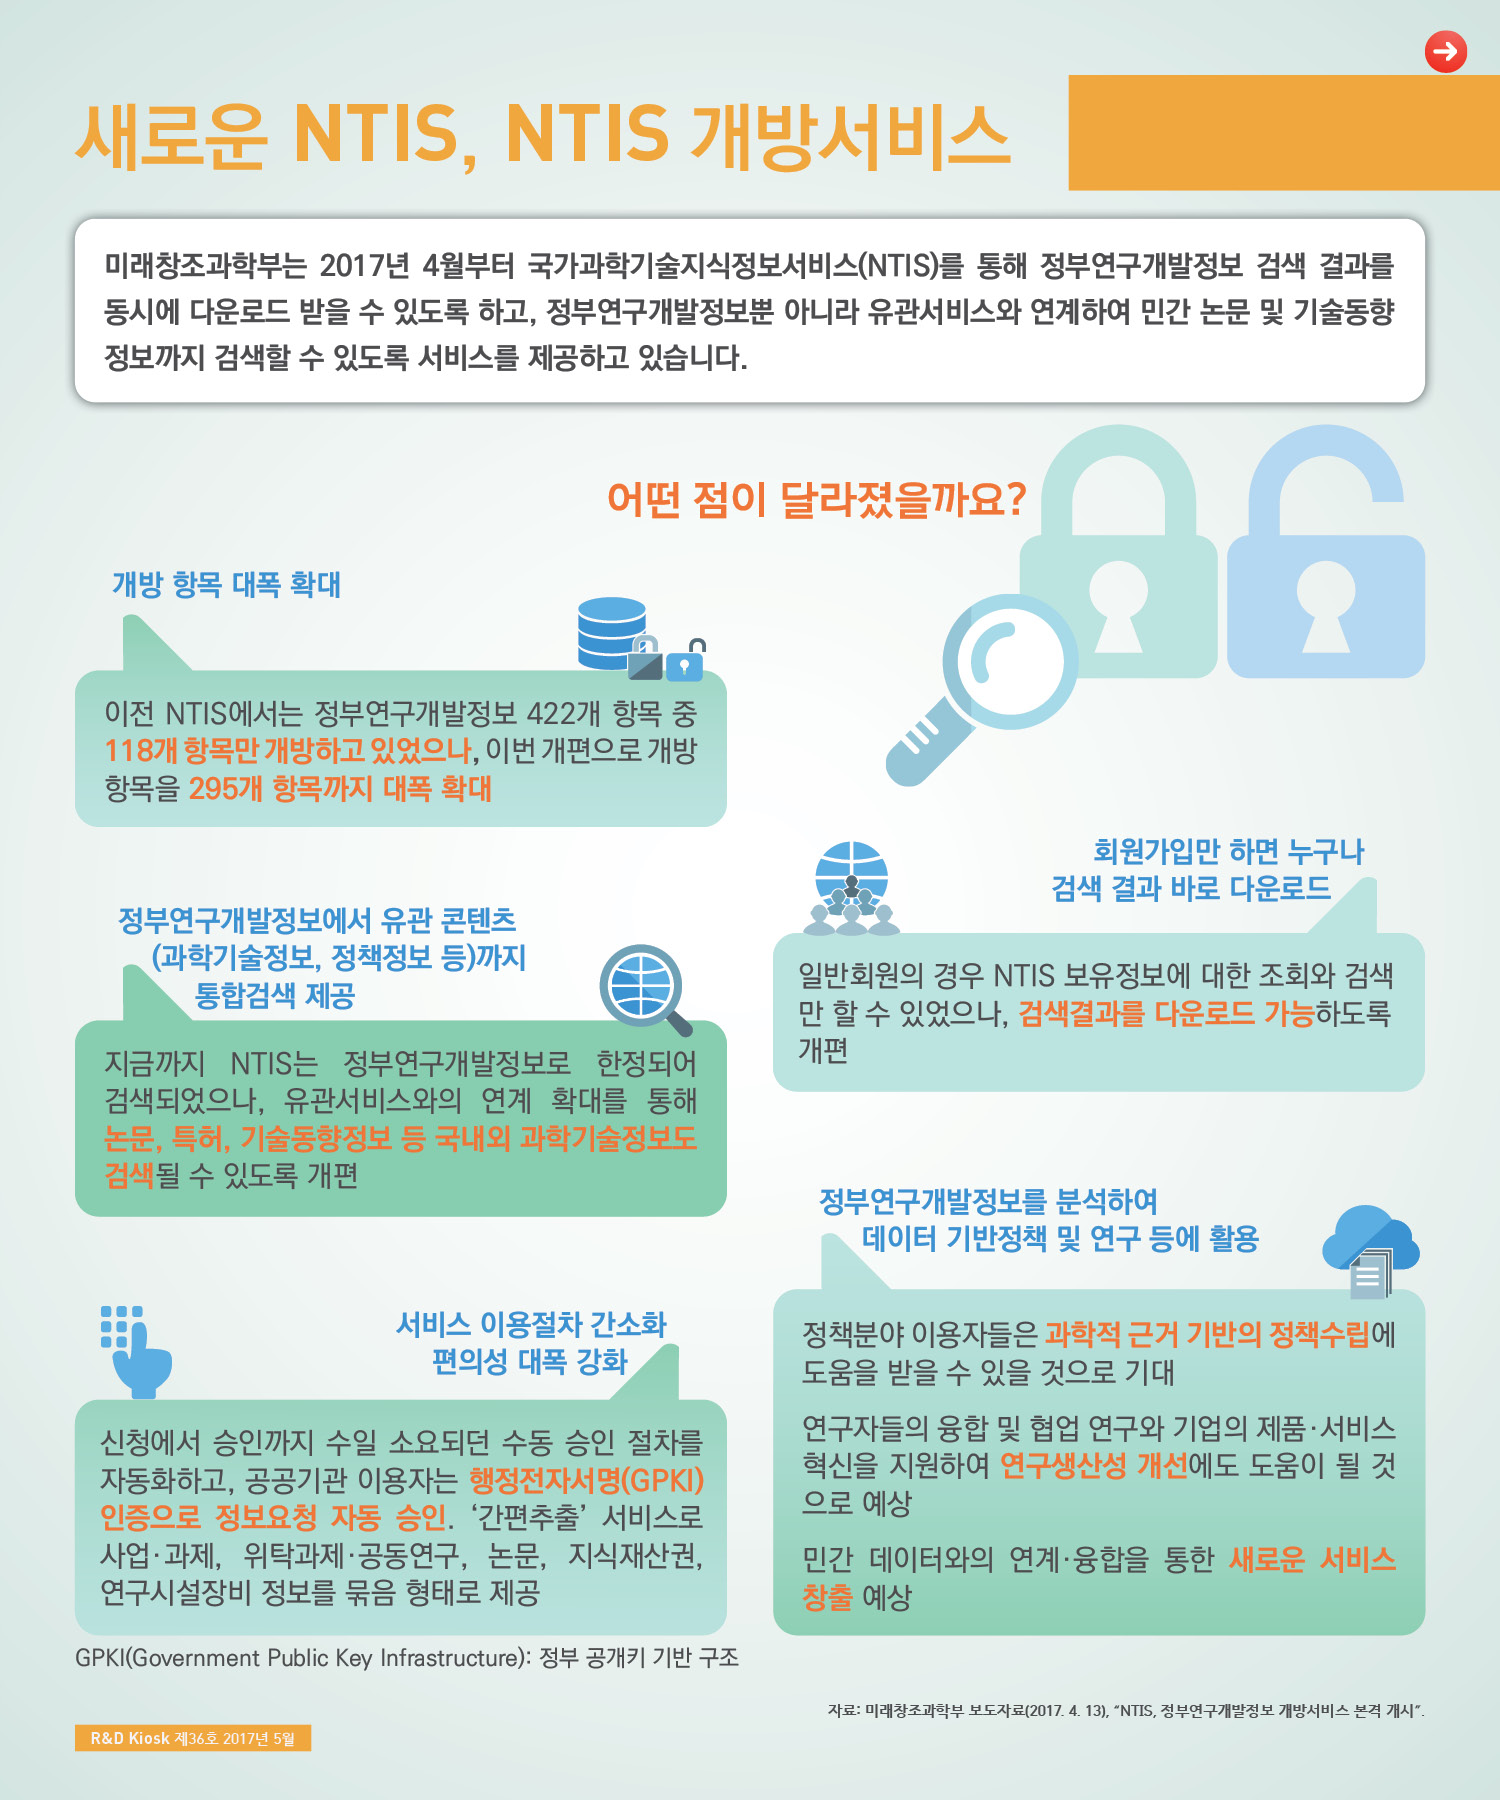 새로운 NTIS, NTIS 개방서비스
미래창조과학부는 2017년 4월부터 국가과학기술지식정보서비스(NTIS)를 통해 정부연구개발정보 검색 결과를
동시에 다운로드 받을 수 있도록 하고, 정부연구개발정보뿐 아니라 유관서비스와 연계하여 민간 논문 및 기술동향
정보까지 검색할 수 있도록 서비스를 제공하고 있습니다.
어떤 점이 달라졌을까요?
개방 항목 대폭 확대
이전 NTIS에서는 정부연구개발정보 422개 항목 중
118개 항목만 개방하고 있었으나, 이번 개편으로 개방
항목을 295개 항목까지 대폭 확대
회원가입만 하면 누구나
검색 결과 바로 다운로드
일반회원의 경우 NTIS 보유정보에 대한 조회와 검색
만 할 수 있었으나, 검색결과를 다운로드 가능하도록
개편
정부연구개발정보에서 유관 콘텐츠
(과학기술정보, 정책정보 등)까지
통합검색 제공
지금까지 NTIS는 정부연구개발정보로 한정되어
검색되었으나, 유관서비스와의 연계 확대를 통해
논문, 특허, 기술동향정보 등 국내외 과학기술정보도
검색될 수 있도록 개편
정부연구개발정보를 분석하여
데이터 기반정책 및 연구 등에 활용
정책분야 이용자들은 과학적 근거 기반의 정책수립에
도움을 받을 수 있을 것으로 기대
연구자들의 융합 및 협업 연구와 기업의 제품·서비스
혁신을 지원하여 연구생산성 개선에도 도움이 될 것
으로 예상
민간 데이터와의 연계·융합을 통한 새로운 서비스
창출 예상
서비스 이용절차 간소화
편의성 대폭 강화
신청에서 승인까지 수일 소요되던 수동 승인 절차를
자동화하고, 공공기관 이용자는 행정전자서명(GPKI)
인증으로 정보요청 자동 승인. ‘간편추출’ 서비스로
사업·과제, 위탁과제·공동연구, 논문, 지식재산권,
연구시설장비 정보를 묶음 형태로 제공
GPKI(Government Public Key Infrastructure): 정부 공개키 기반 구조
자료: 미래창조과학부 보도자료(2017. 4. 13), “NTIS, 정부연구개발정보 개방서비스 본격 개시”.
R&D Kiosk 제36호 2017년 5월